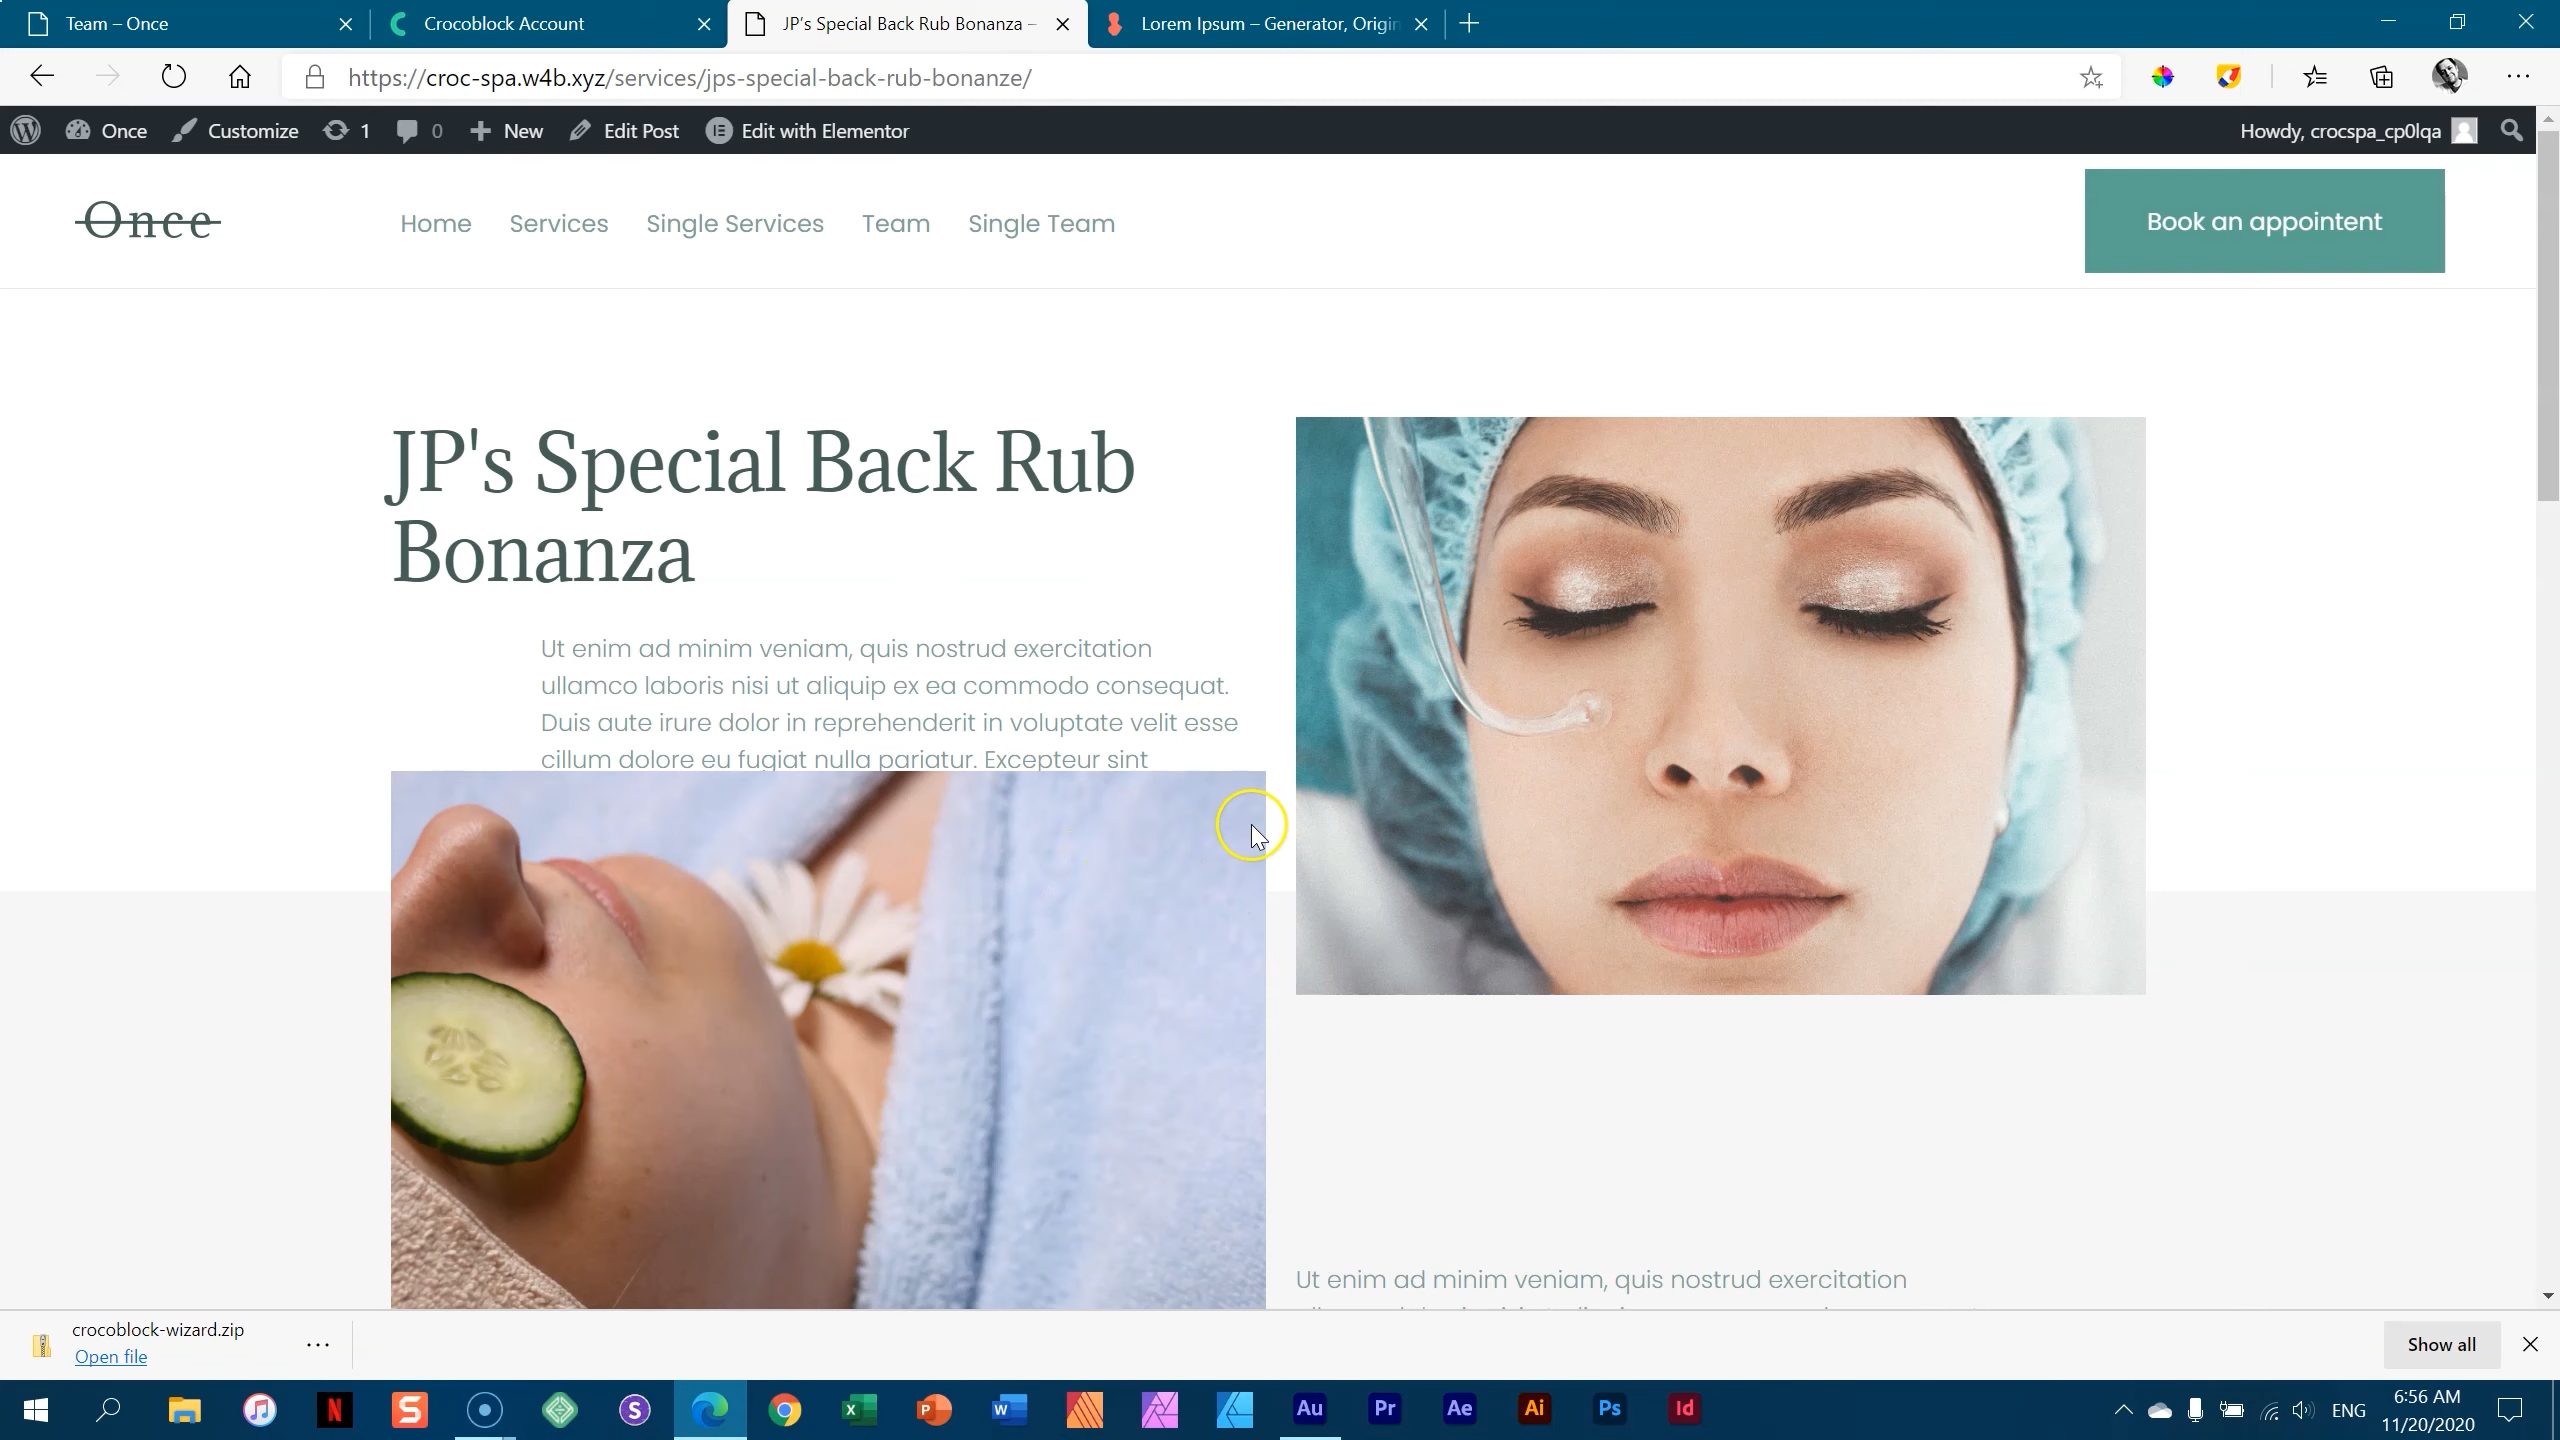 Team – Once
Crocoblock Account
JP's Special Back Rub Bonanza –
Lorem Ipsum – Generator, Origin
https://croc-spa.w4b.xyz/services/jps-special-back-rub-bonanze/
Once
Customize
1
0
New
Edit Post
Edit with Elementor
Howdy, crocspa_cp0lqa
Once
Home
Services
Single Services
Team
Single Team
Book an appointent
JP's Special Back Rub
Bonanza
Ut enim ad minim veniam, quis nostrud exercitation
ullamco laboris nisi ut aliquip ex ea commodo consequat.
Duis aute irure dolor in reprehenderit in voluptate velit esse
cillum dolore eu fugiat nulla pariatur. Excepteur sint
Ut enim ad minim veniam, quis nostrud exercitation
crocoblock-wizard.zip
Open file
Show all
N
S
S
X
P
W
Au
Pr
Ae
Ai
Ps
Id
ENG
6:56 AM
11/20/2020